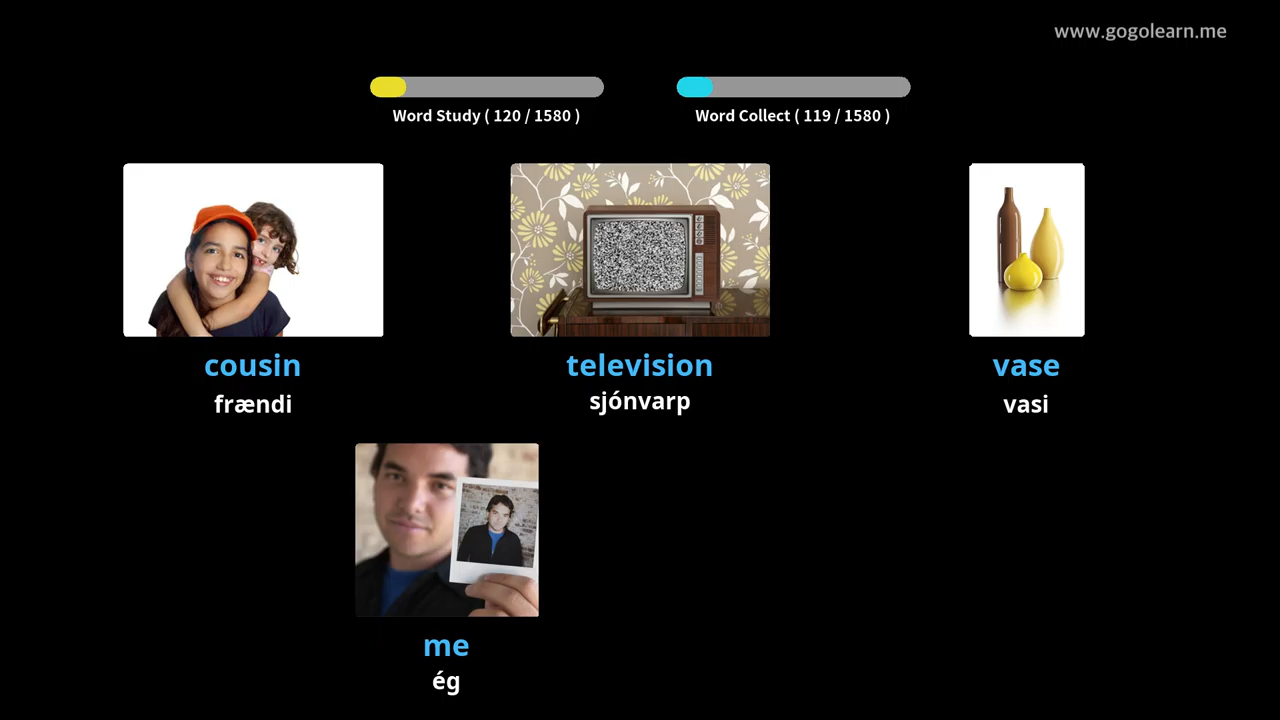 www.gogolearn.me
Word Study ( 120 / 1580 )
Word Collect ( 119 / 1580 )
cousin
frændi
television
sjónvarp
vase
vasi
me
ég